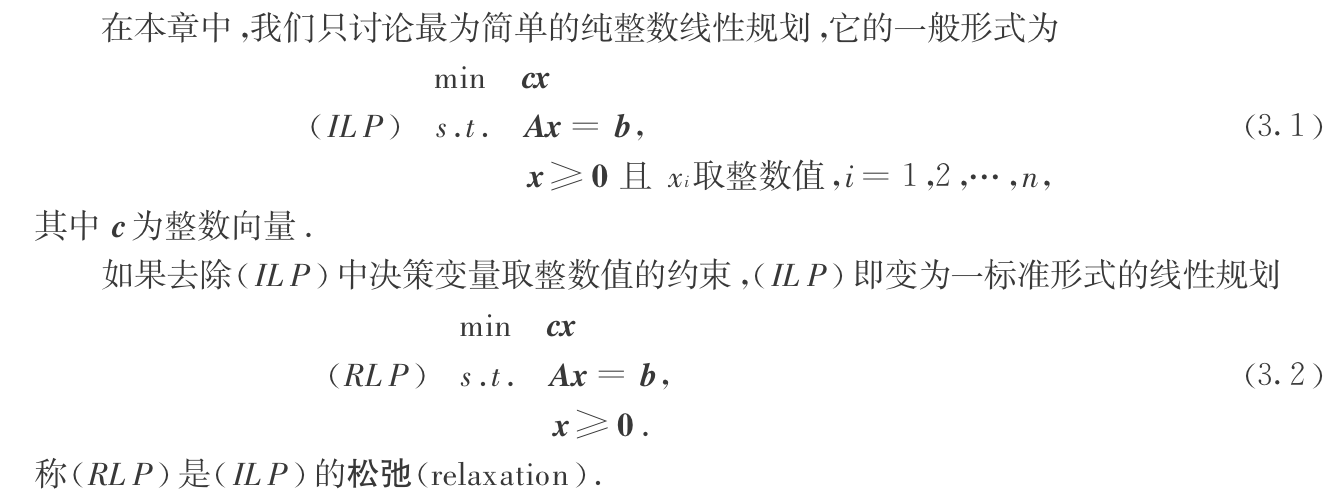 在本章中,我们只讨论最为简单的纯整数线性规划,它的一般形式为
min cx
(ILP) s.t. Ax = b, (3.1)
x ⩾ 0 且 xᵢ取整数值,i = 1,2,…,n,
其中 c 为整数向量.
如果去除(ILP)中决策变量取整数值的约束,(ILP)即变为一标准形式的线性规划
min cx
(RLP) s.t. Ax = b, (3.2)
x ⩾ 0.
称(RLP)是(ILP)的松弛(relaxation).